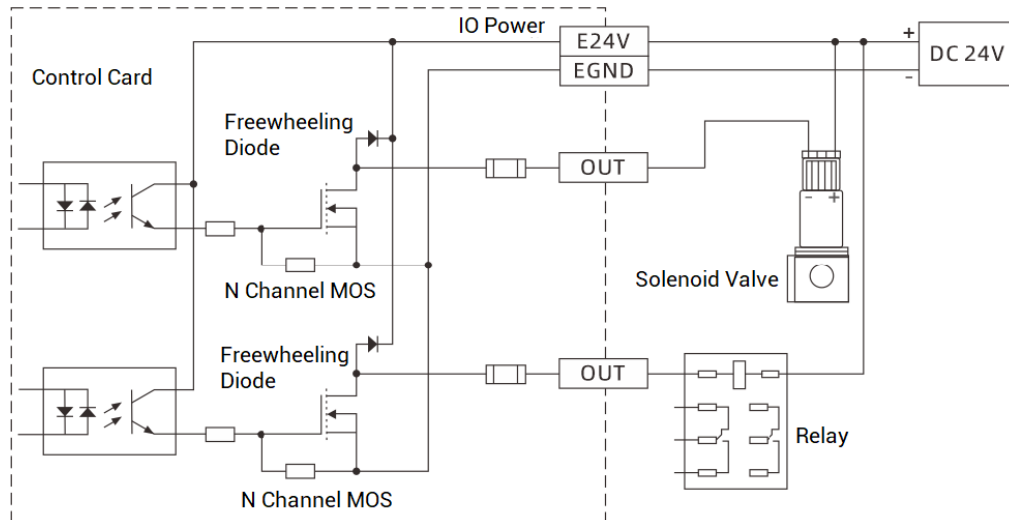 IO Power
E24V
+
DC 24V
EGND
-
Control Card
Freewheeling
Diode
OUT
- +
N Channel MOS
Solenoid Valve
Freewheeling
Diode
OUT
Relay
N Channel MOS